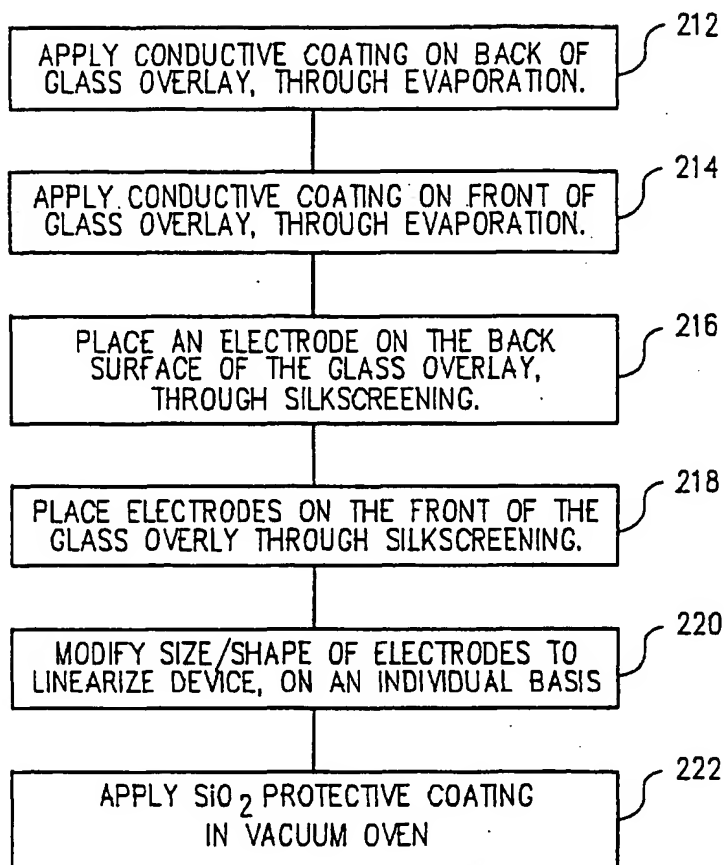 212
APPLY CONDUCTIVE COATING ON BACK OF
GLASS OVERLAY, THROUGH EVAPORATION.
214
APPLY CONDUCTIVE COATING ON FRONT OF
GLASS OVERLAY, THROUGH EVAPORATION.
216
PLACE AN ELECTRODE ON THE BACK
SURFACE OF THE GLASS OVERLAY,
THROUGH SILKSCREENING.
218
PLACE ELECTRODES ON THE FRONT OF THE
GLASS OVERLY THROUGH SILKSCREENING.
220
MODIFY SIZE/SHAPE OF ELECTRODES TO
LINEARIZE DEVICE, ON AN INDIVIDUAL BASIS
222
APPLY SiO2 PROTECTIVE COATING
IN VACUUM OVEN